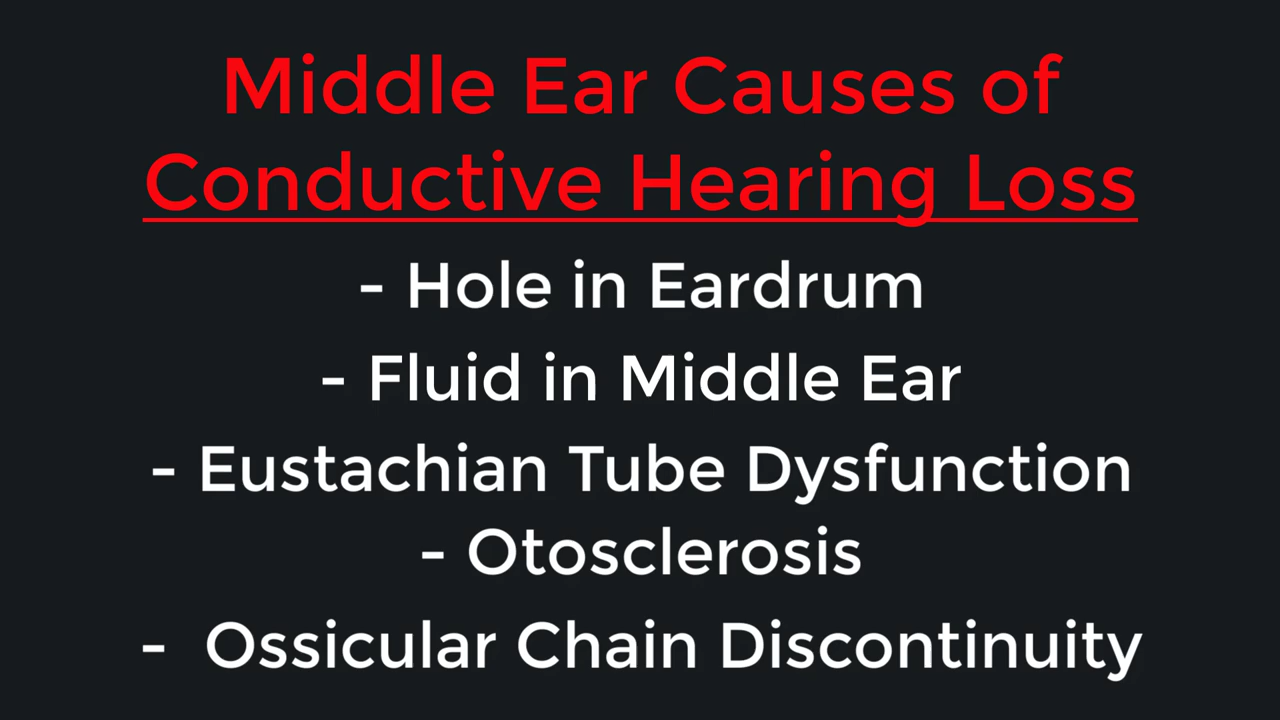 Middle Ear Causes of
Conductive Hearing Loss
- Hole in Eardrum
- Fluid in Middle Ear
- Eustachian Tube Dysfunction
- Otosclerosis
- Ossicular Chain Discontinuity